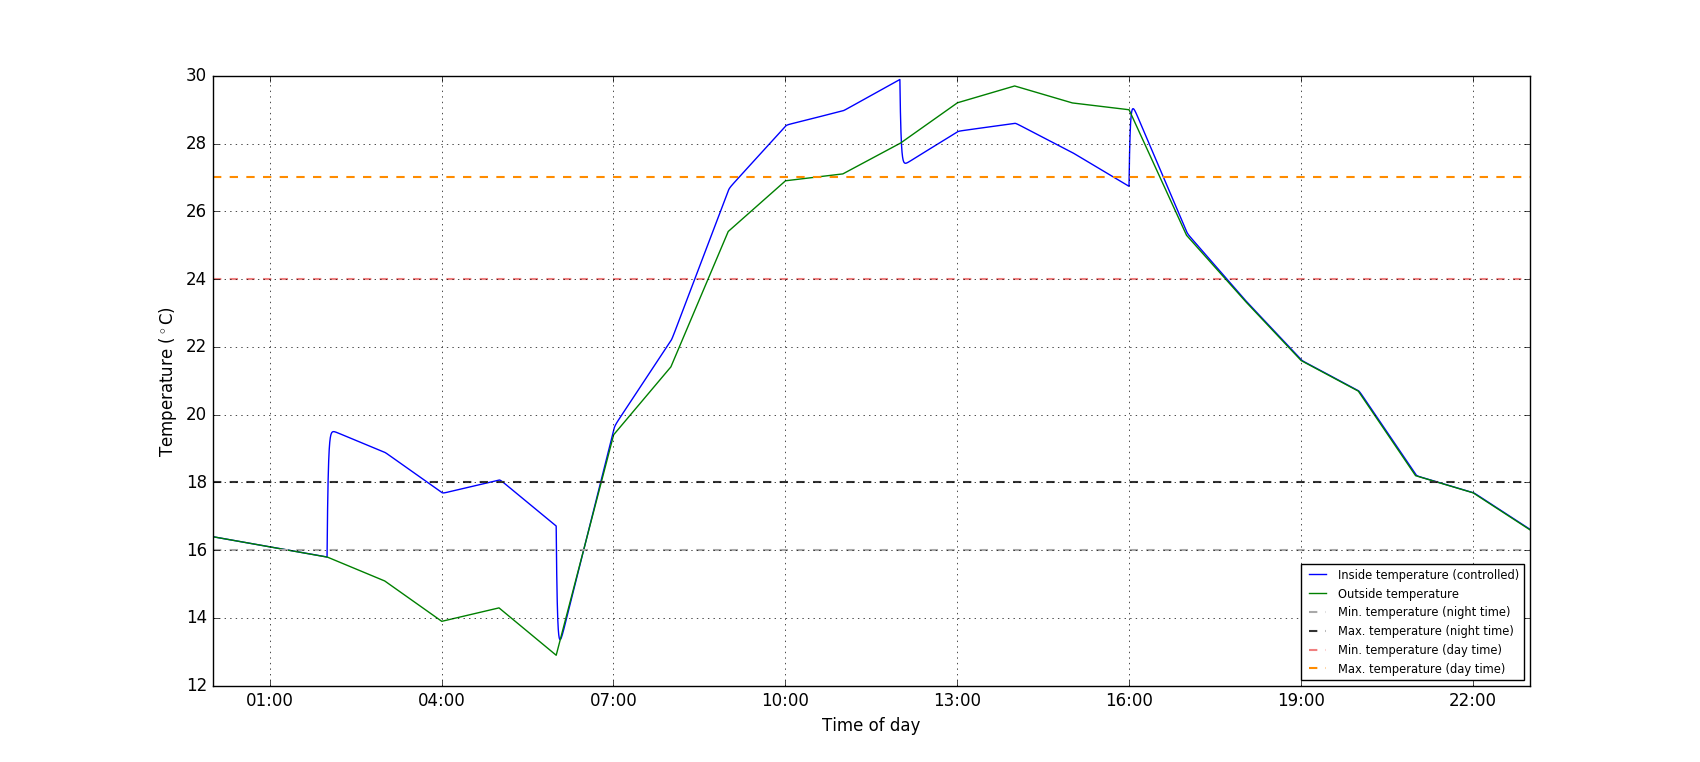 30
28
26
24
22
20
18
16
14
12
Temperature (°C)
01:00 04:00 07:00 10:00 13:00 16:00 19:00 22:00
Time of day
Inside temperature (controlled)
Outside temperature
Min. temperature (night time)
Max. temperature (night time)
Min. temperature (day time)
Max. temperature (day time)